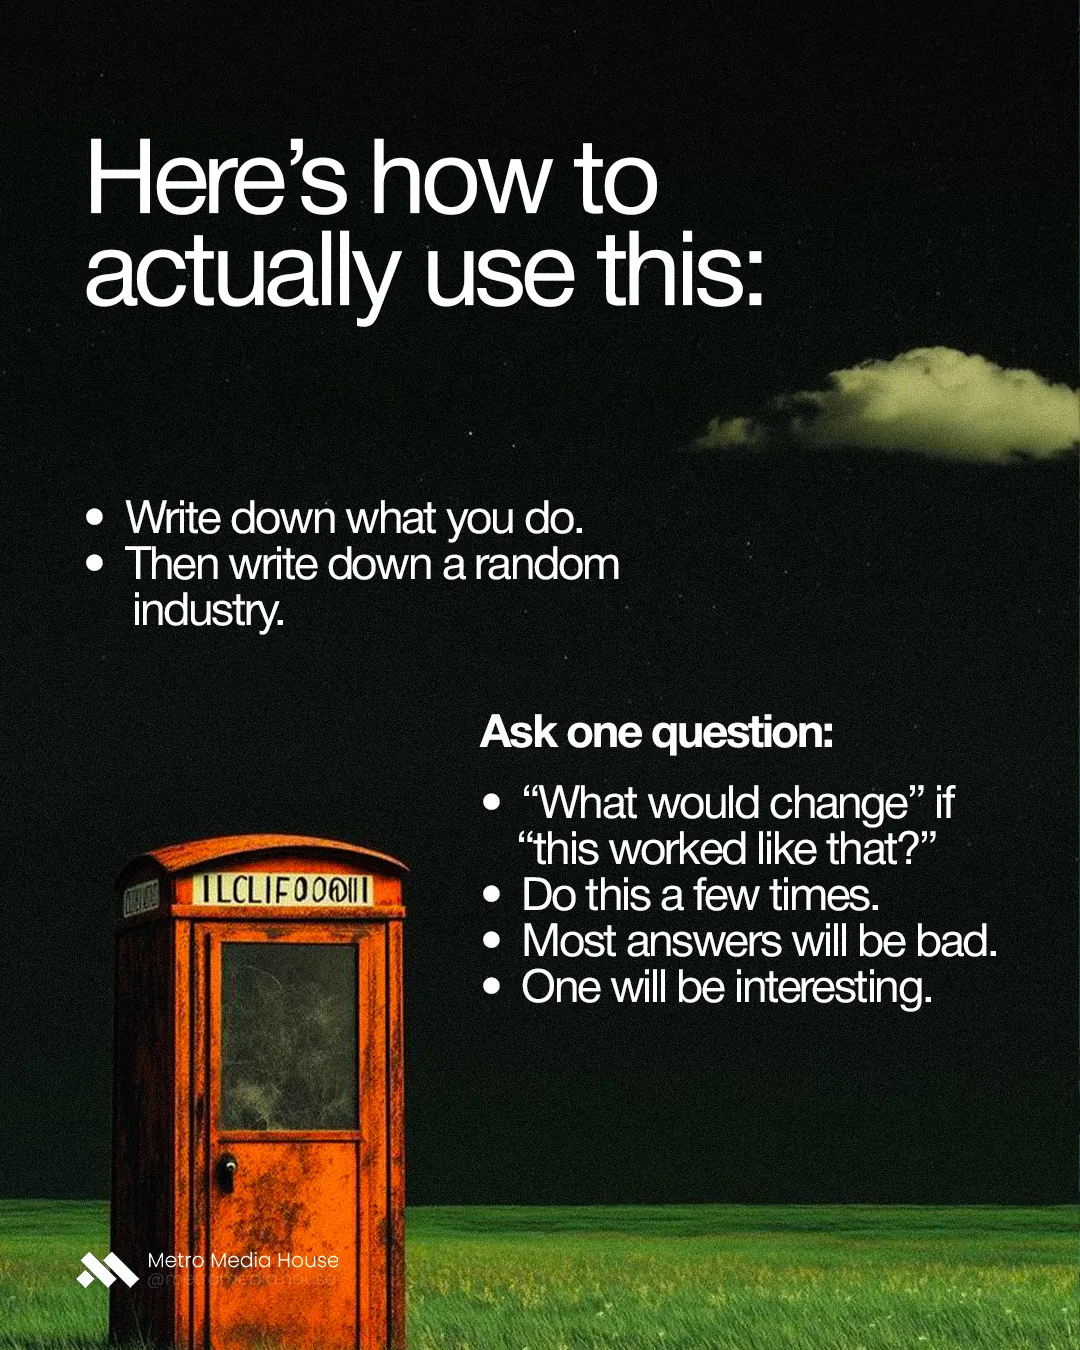 Here’s how to
actually use this:
• Write down what you do.
• Then write down a random
industry.
Ask one question:
• “What would change” if
“this worked like that?”
• Do this a few times.
• Most answers will be bad.
• One will be interesting.
Metro Media House
@metromedia.house